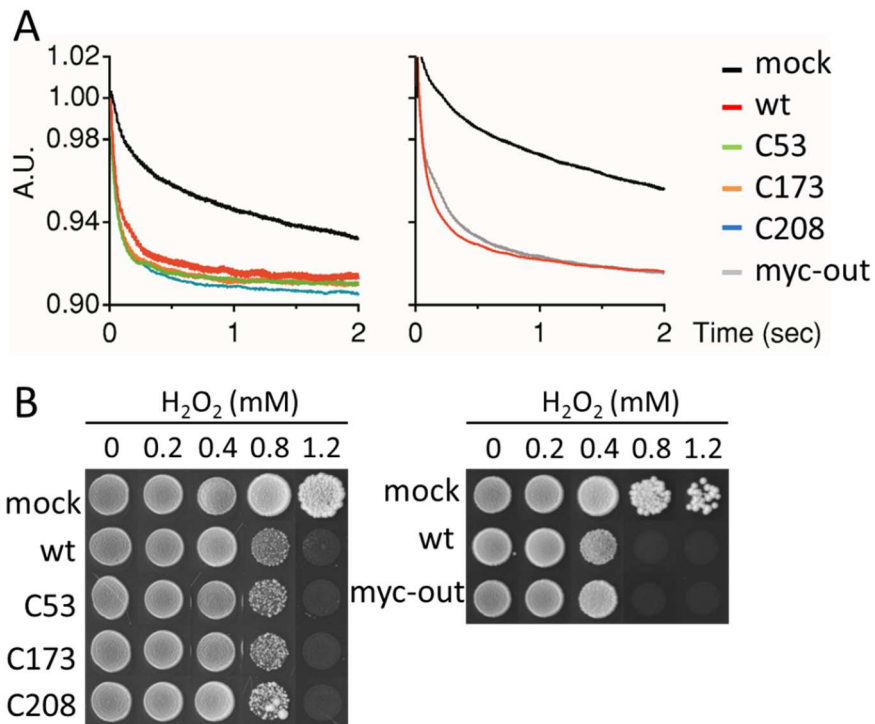 A
1.02
1.00
0.98
0.94
0.90
A.U.
0 1 2
0 1 2
Time (sec)
mock
wt
C53
C173
C208
myc-out
B
H₂O₂ (mM)
0 0.2 0.4 0.8 1.2
mock
wt
C53
C173
C208
H₂O₂ (mM)
0 0.2 0.4 0.8 1.2
mock
wt
myc-out